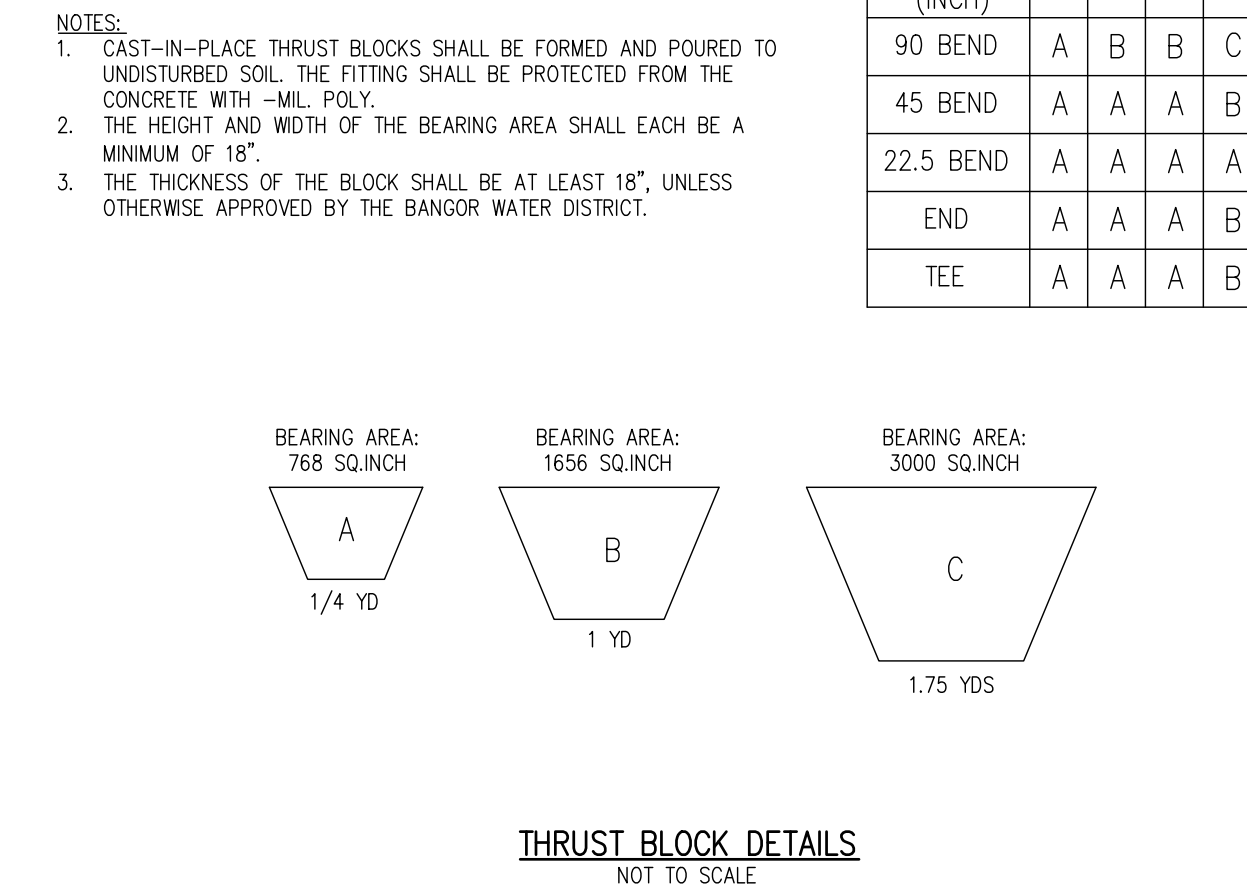 NOTES:
1. CAST-IN-PLACE THRUST BLOCKS SHALL BE FORMED AND POURED TO
UNDISTURBED SOIL. THE FITTING SHALL BE PROTECTED FROM THE
CONCRETE WITH -MIL. POLY.
2. THE HEIGHT AND WIDTH OF THE BEARING AREA SHALL EACH BE A
MINIMUM OF 18".
3. THE THICKNESS OF THE BLOCK SHALL BE AT LEAST 18", UNLESS
OTHERWISE APPROVED BY THE BANGOR WATER DISTRICT.
(INCH)
90 BEND A B B C
45 BEND A A A B
22.5 BEND A A A A
END A A A B
TEE A A A B
BEARING AREA: BEARING AREA: BEARING AREA:
768 SQ.INCH 1656 SQ.INCH 3000 SQ.INCH
A B C
1/4 YD 1 YD 1.75 YDS
THRUST BLOCK DETAILS
NOT TO SCALE